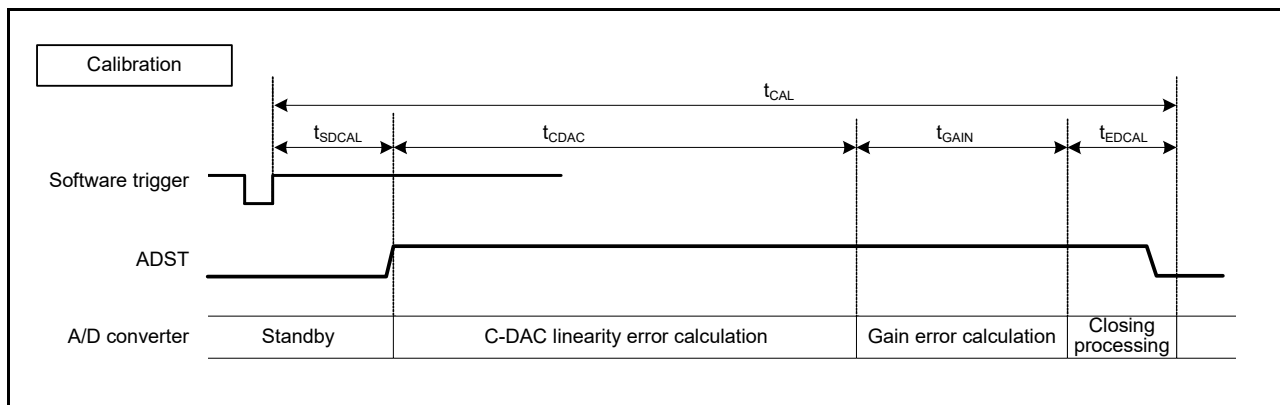 Calibration
tCAL
tSDCAL
tCDAC
tGAIN
tEDCAL
Software trigger
ADST
A/D converter
Standby
C-DAC linearity error calculation
Gain error calculation
Closing
processing